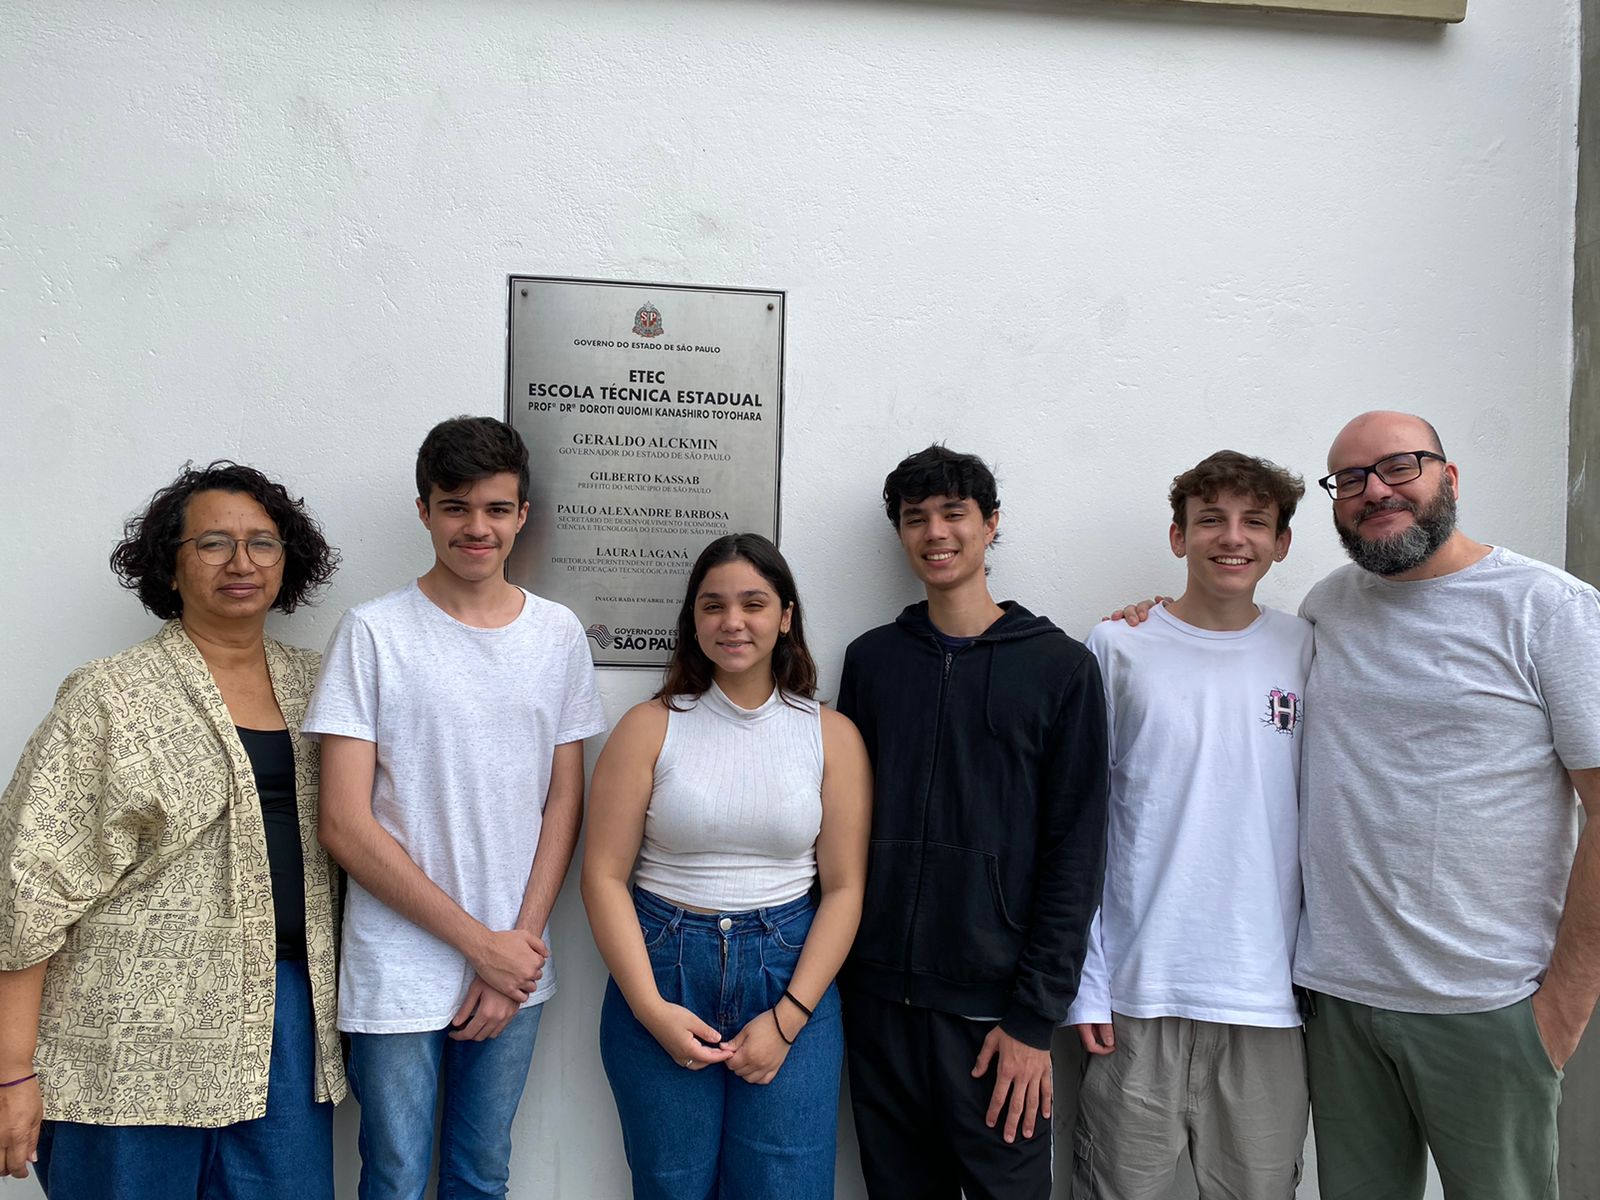 SP
GOVERNO DO ESTADO DE SÃO PAULO
ETEC
ESCOLA TÉCNICA ESTADUAL
PROFª DRª DOROTI QUIOMI KANASHIRO TOYOHARA
GERALDO ALCKMIN
GOVERNADOR DO ESTADO DE SÃO PAULO
GILBERTO KASSAB
PREFEITO DO MUNICÍPIO DE SÃO PAULO
PAULO ALEXANDRE BARBOSA
SECRETÁRIO DE DESENVOLVIMENTO ECONÔMICO,
CIÊNCIA E TECNOLOGIA DO ESTADO DE SÃO PAULO
LAURA LAGANÁ
DIRETORA SUPERINTENDENTE DO CENTRO
DE EDUCAÇÃO TECNOLÓGICA
INAUGURADA EM ABRIL DE
GOVERNO DO
SÃO
H